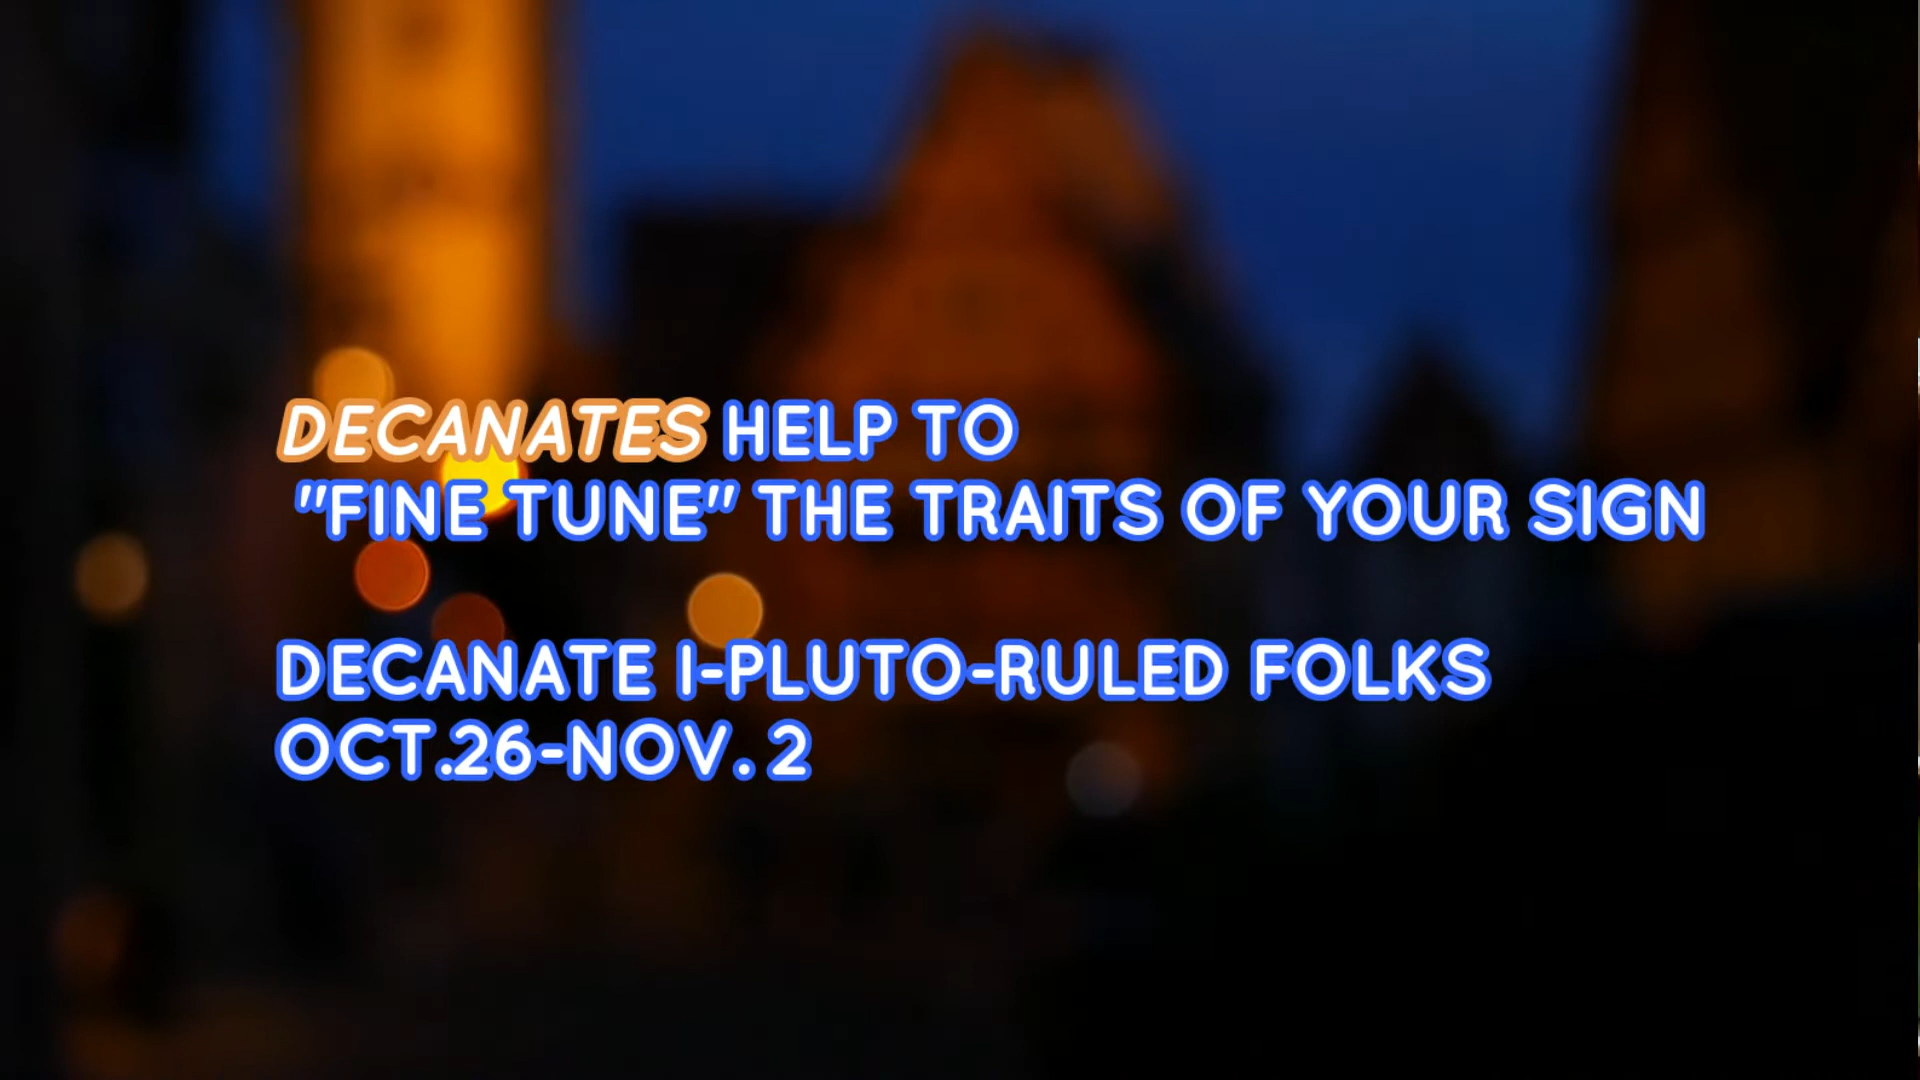 DECANATES HELP TO
"FINE TUNE" THE TRAITS OF YOUR SIGN
DECANATE I-PLUTO-RULED FOLKS
OCT.26-NOV. 2